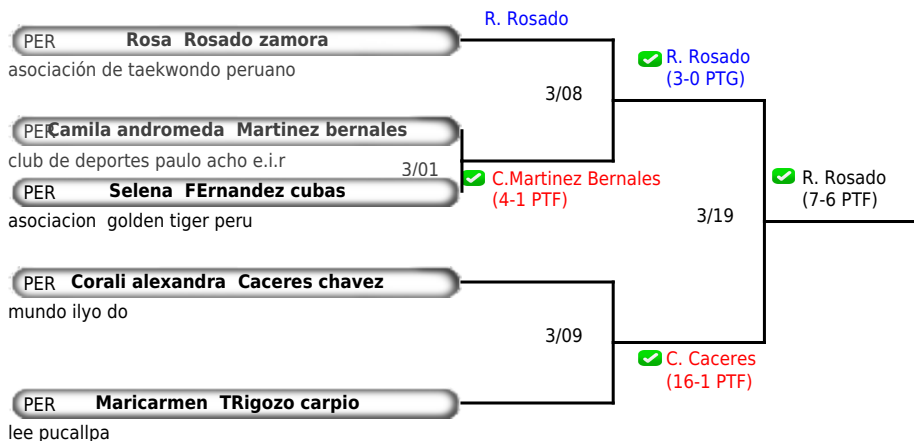 R. Rosado
PER Rosa Rosado zamora
asociación de taekwondo peruano
R. Rosado
(3-0 PTG)
3/08
PER Camila andromeda Martinez bernales
club de deportes paulo acho e.i.r
3/01
C.Martinez Bernales
(4-1 PTF)
PER Selena FErnandez cubas
asociacion golden tiger peru
R. Rosado
(7-6 PTF)
3/19
PER Corali alexandra Caceres chavez
mundo ilyo do
3/09
C. Caceres
(16-1 PTF)
PER Maricarmen TRigozo carpio
lee pucallpa